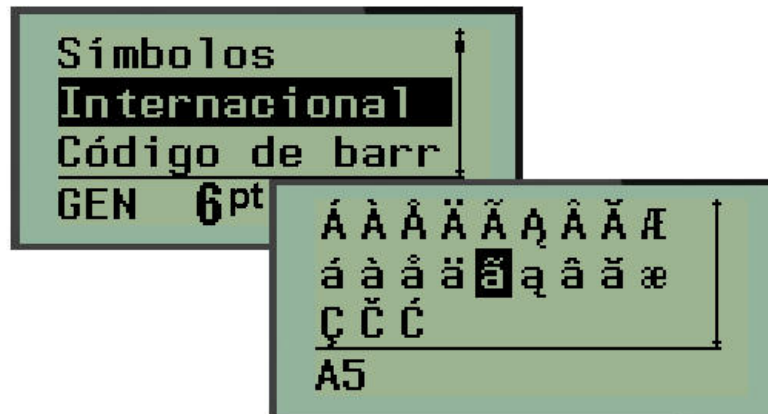 Símbolos
Internacional
Código de barr
GEN 6pt
Á À Å Ä Ã Ą Â Ă Æ
á à å ä ã ą â ă æ
Ç Č Ć
A5